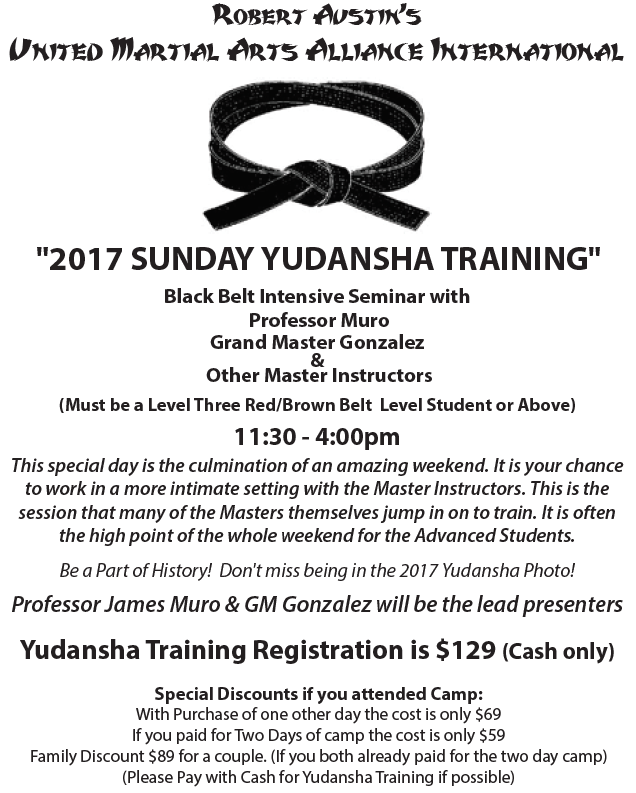 Robert Austin's
United Martial Arts Alliance International
"2017 SUNDAY YUDANSHA TRAINING"
Black Belt Intensive Seminar with
Professor Muro
Grand Master Gonzalez
&
Other Master Instructors
(Must be a Level Three Red/Brown Belt Level Student or Above)
11:30 - 4:00pm
This special day is the culmination of an amazing weekend. It is your chance
to work in a more intimate setting with the Master Instructors. This is the
session that many of the Masters themselves jump in on to train. It is often
the high point of the whole weekend for the Advanced Students.
Be a Part of History! Don't miss being in the 2017 Yudansha Photo!
Professor James Muro & GM Gonzalez will be the lead presenters
Yudansha Training Registration is $129 (Cash only)
Special Discounts if you attended Camp:
With Purchase of one other day the cost is only $69
If you paid for Two Days of camp the cost is only $59
Family Discount $89 for a couple. (If you both already paid for the two day camp)
(Please Pay with Cash for Yudansha Training if possible)